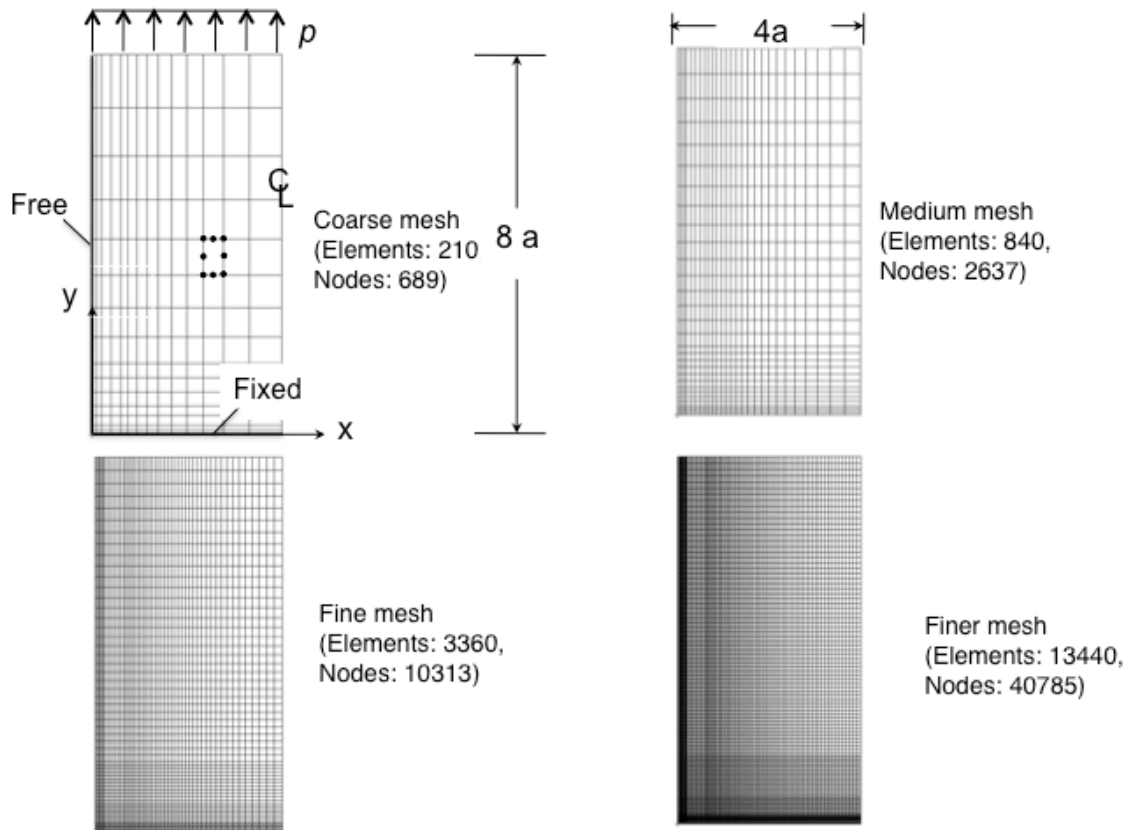 p
4a
Free
C
L
8 a
Coarse mesh
(Elements: 210
Nodes: 689)
Medium mesh
(Elements: 840,
Nodes: 2637)
y
Fixed
x
Fine mesh
(Elements: 3360,
Nodes: 10313)
Finer mesh
(Elements: 13440,
Nodes: 40785)